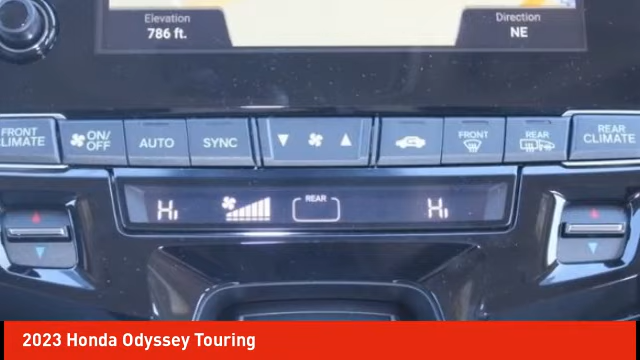 Elevation
786 ft.
Direction
NE
FRONT CLIMATE
ON/OFF
AUTO
SYNC
FRONT
REAR
REAR CLIMATE
Hi
REAR
Hi
2023 Honda Odyssey Touring